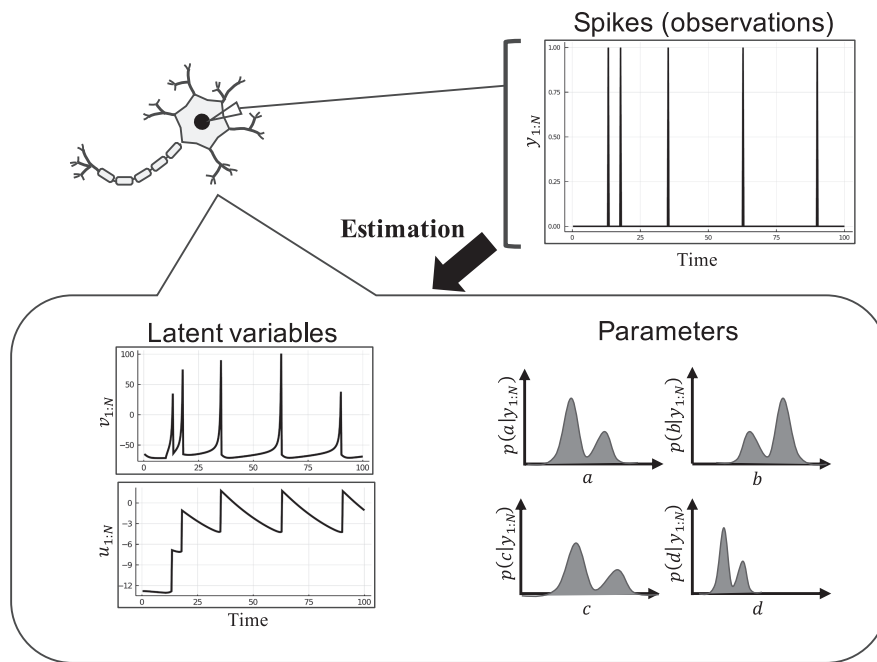 Spikes (observations)
1.00
0.75
0.50
0.25
0.00
y1:N
0 25 50 75 100
Time
Estimation
Latent variables
100
50
0
−50
v1:N
0 25 50 75 100
0
−3
−6
−9
−12
u1:N
0 25 50 75 100
Time
Parameters
p(a|y1:N)
a
p(b|y1:N)
b
p(c|y1:N)
c
p(d|y1:N)
d